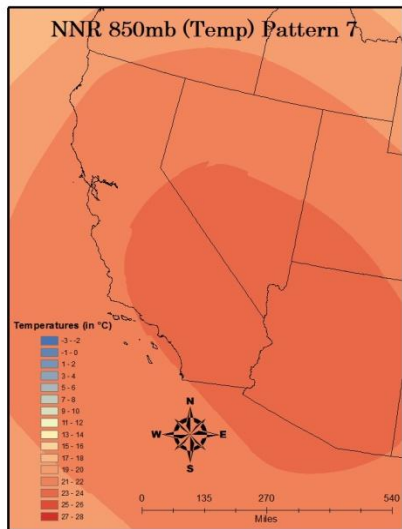 NNR 850mb (Temp) Pattern 7
Temperatures (in °C)
-3 - -2
-1 - 0
1 - 2
3 - 4
5 - 6
7 - 8
9 - 10
11 - 12
13 - 14
15 - 16
17 - 18
19 - 20
21 - 22
23 - 24
25 - 26
27 - 28
N
W E
S
0 135 270 540
Miles